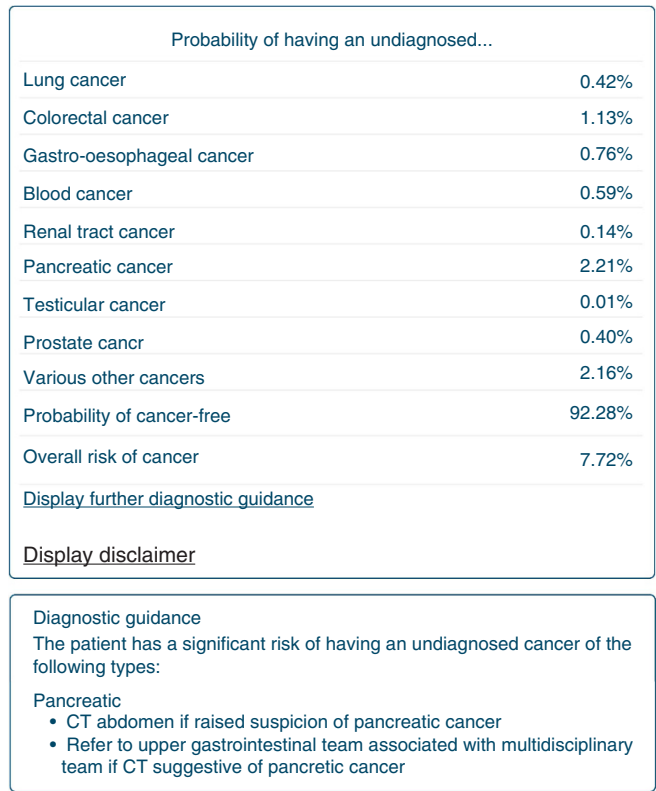 Probability of having an undiagnosed...
Lung cancer 0.42%
Colorectal cancer 1.13%
Gastro-oesophageal cancer 0.76%
Blood cancer 0.59%
Renal tract cancer 0.14%
Pancreatic cancer 2.21%
Testicular cancer 0.01%
Prostate cancr 0.40%
Various other cancers 2.16%
Probability of cancer-free 92.28%
Overall risk of cancer 7.72%
Display further diagnostic guidance
Display disclaimer
Diagnostic guidance
The patient has a significant risk of having an undiagnosed cancer of the
following types:
Pancreatic
• CT abdomen if raised suspicion of pancreatic cancer
• Refer to upper gastrointestinal team associated with multidisciplinary
team if CT suggestive of pancretic cancer